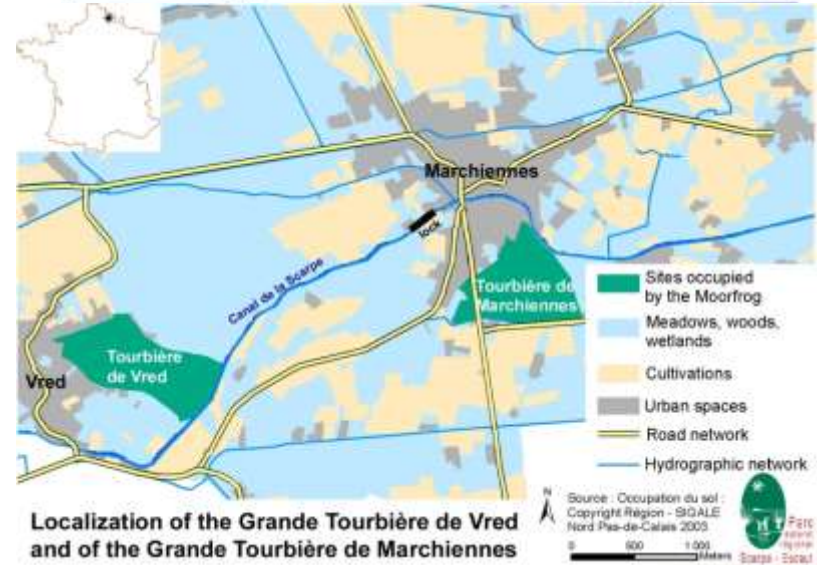 Marchiennes
lock
Canal de la Scarpe
Tourbière de
Marchiennes
Tourbière
de Vred
Vred
Sites occupied
by the Moorfrog
Meadows, woods,
wetlands
Cultivations
Urban spaces
Road network
Hydrographic network
Localization of the Grande Tourbière de Vred
and of the Grande Tourbière de Marchiennes
N
Source : Occupation du sol :
Copyright Région - SIGALE
Nord Pas-de-Calais 2003
0 500 1 000
Meters
Parc
naturel
régional
Scarpe - Escaut